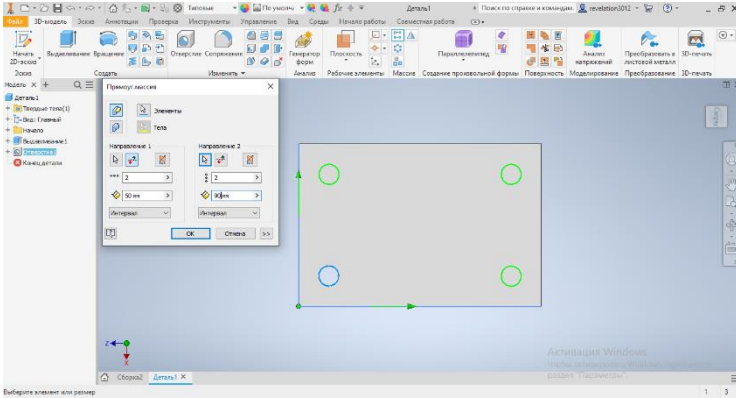 Типовые
По умолч
Деталь1
Поиск по справке и командам
revelation3012
Файл 3D-модель Эскиз Аннотации Проверка Инструменты Управление Вид Среды Начало работы Совместная работа
Начать 2D-эскиз
Выдавливание Вращение
Отверстие Сопряжение
Генератор форм
Плоскость
Параллелепипед
Анализ напряжений
Преобразовать в листовой металл
3D-печать
Эскиз Создать Изменить Анализ Рабочие элементы Массив Создание произвольной формы Поверхность Моделирование Преобразование 3D-печать
Модель
Деталь1
Твердые тела(1)
Вид: Главный
Начало
Выдавливание1
Отверстие1
Конец детали
Прямоуг.массив
Элементы
Тела
Направление 1 Направление 2
2 2
50 мм 90 мм
Интервал Интервал
ОК Отмена >>
Z
X
Активация Windows
раздел "Параметры".
Сборка2 Деталь1
Выберите элемент или размер
1 3